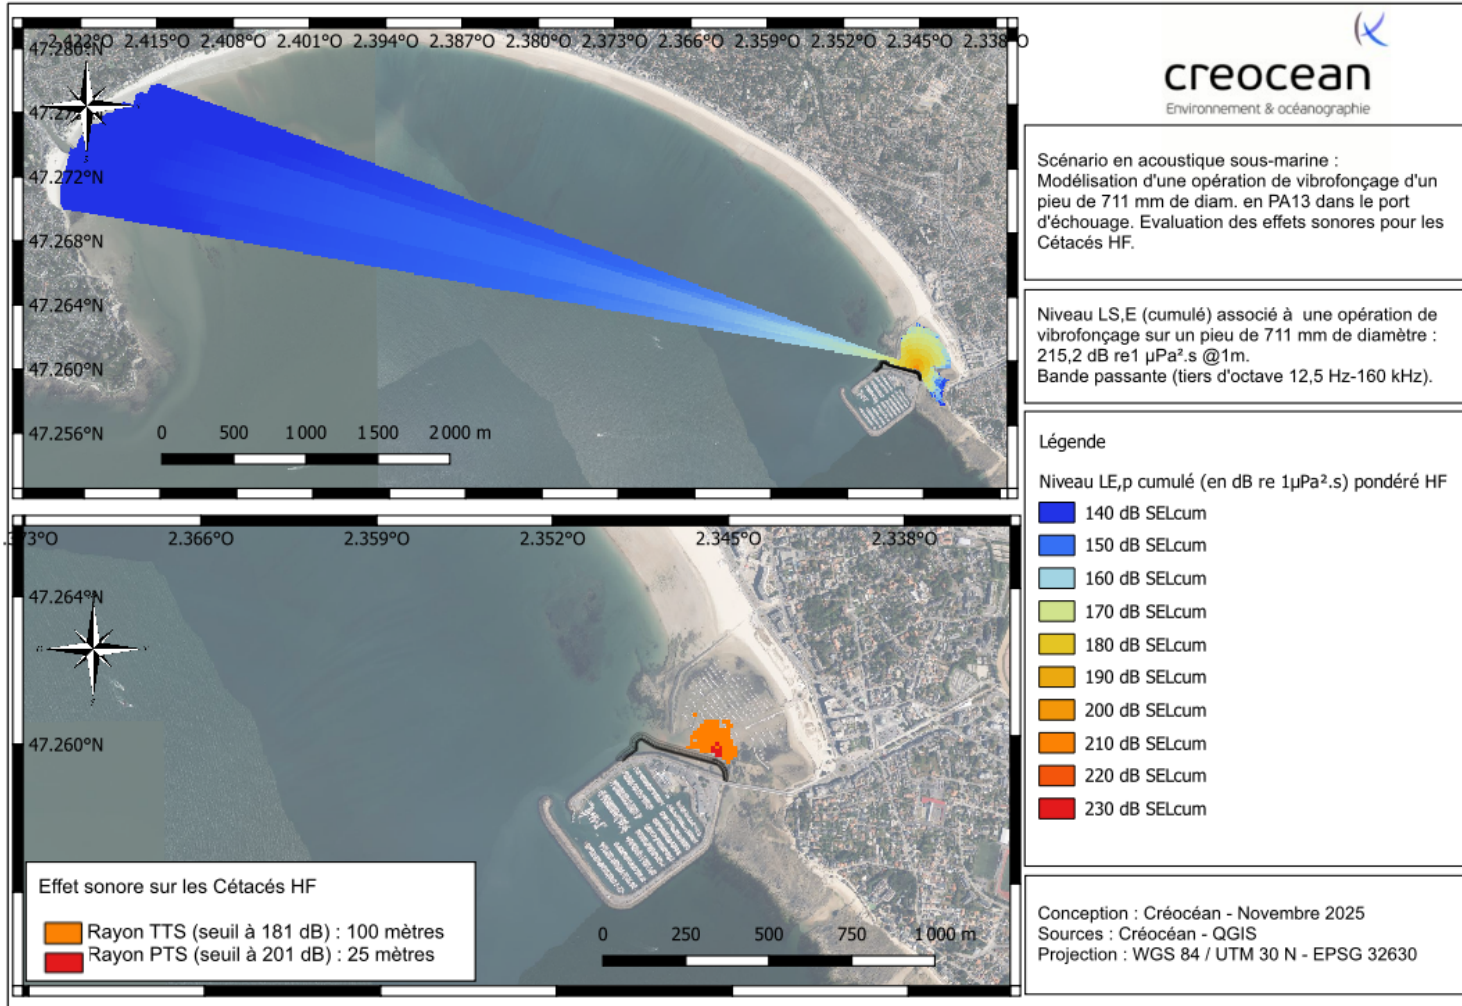 2.422°O 2.415°O 2.408°O 2.401°O 2.394°O 2.387°O 2.380°O 2.373°O 2.366°O 2.359°O 2.352°O 2.345°O 2.338°O
47.280°N
47.272°N
47.268°N
47.264°N
47.260°N
47.256°N
0 500 1 000 1 500 2 000 m
creocean
Environnement & océanographie
Scénario en acoustique sous-marine :
Modélisation d'une opération de vibrofonçage d'un
pieu de 711 mm de diam. en PA13 dans le port
d'échouage. Evaluation des effets sonores pour les
Cétacés HF.
Niveau LS,E (cumulé) associé à une opération de
vibrofonçage sur un pieu de 711 mm de diamètre :
215,2 dB re1 µPa².s @1m.
Bande passante (tiers d'octave 12,5 Hz-160 kHz).
Légende
Niveau LE,p cumulé (en dB re 1µPa².s) pondéré HF
140 dB SELcum
150 dB SELcum
160 dB SELcum
170 dB SELcum
180 dB SELcum
190 dB SELcum
200 dB SELcum
210 dB SELcum
220 dB SELcum
230 dB SELcum
.373°O 2.366°O 2.359°O 2.352°O 2.345°O 2.338°O
47.264°N
47.260°N
Effet sonore sur les Cétacés HF
Rayon TTS (seuil à 181 dB) : 100 mètres
Rayon PTS (seuil à 201 dB) : 25 mètres
0 250 500 750 1 000 m
Conception : Créocéan - Novembre 2025
Sources : Créocéan - QGIS
Projection : WGS 84 / UTM 30 N - EPSG 32630